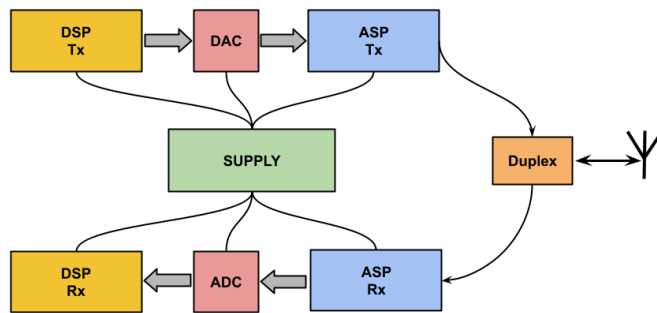 DSP
Tx
DAC
ASP
Tx
SUPPLY
Duplex
DSP
Rx
ADC
ASP
Rx